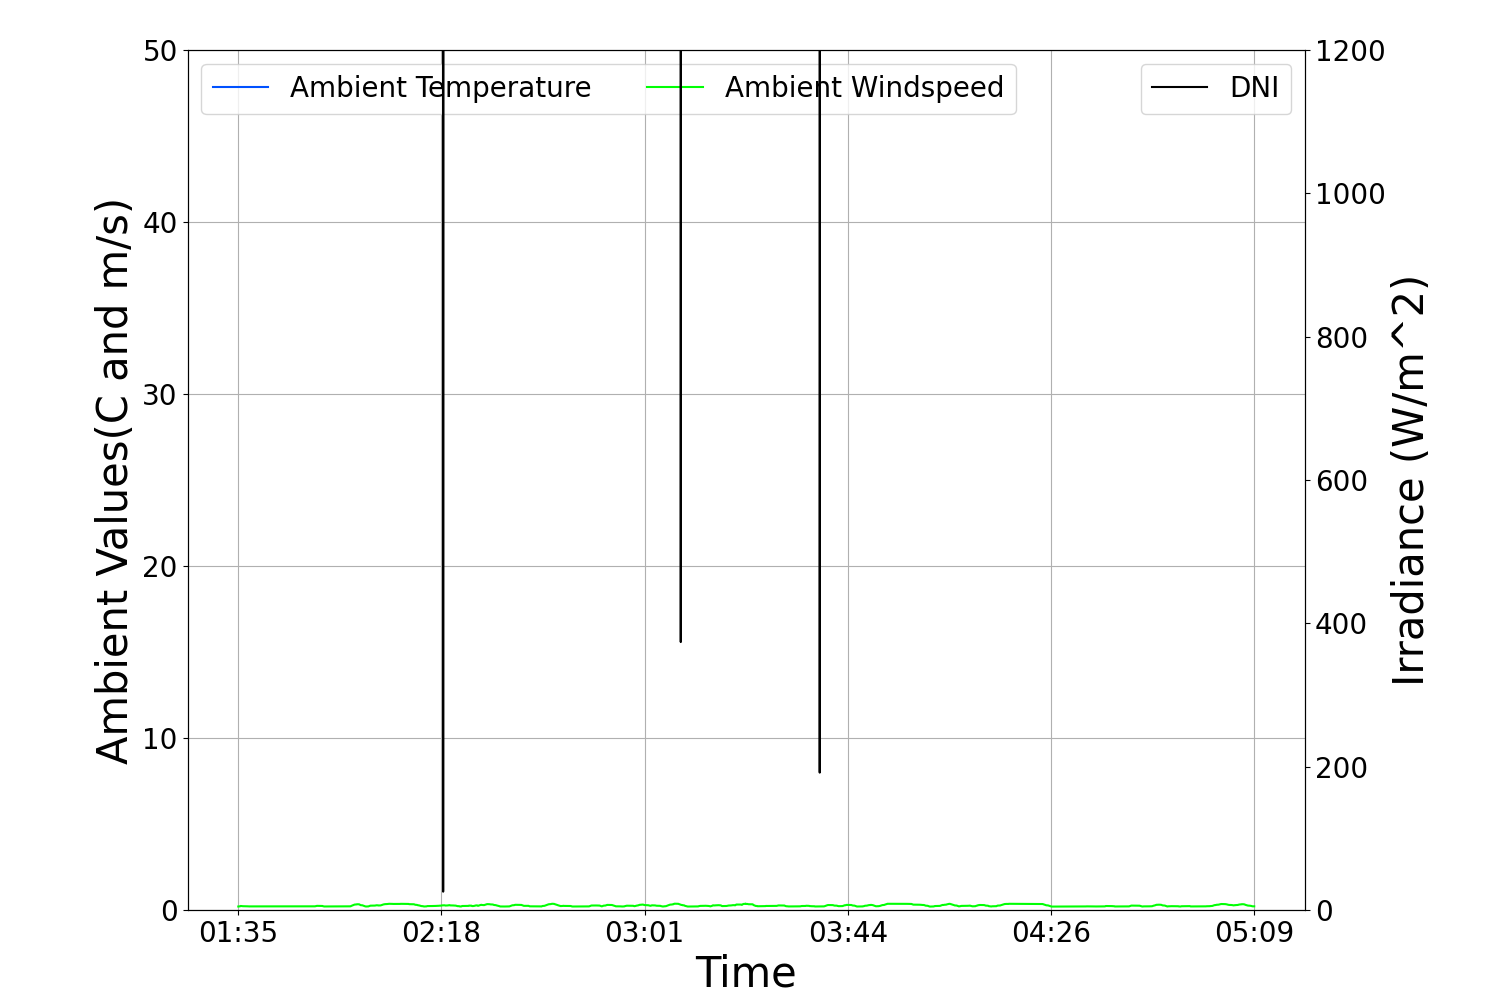 Ambient Temperature
Ambient Windspeed
DNI
Ambient Values(C and m/s)
50
40
30
20
10
0
1200
1000
800
600
400
200
0
Irradiance (W/m^2)
01:35 02:18 03:01 03:44 04:26 05:09
Time